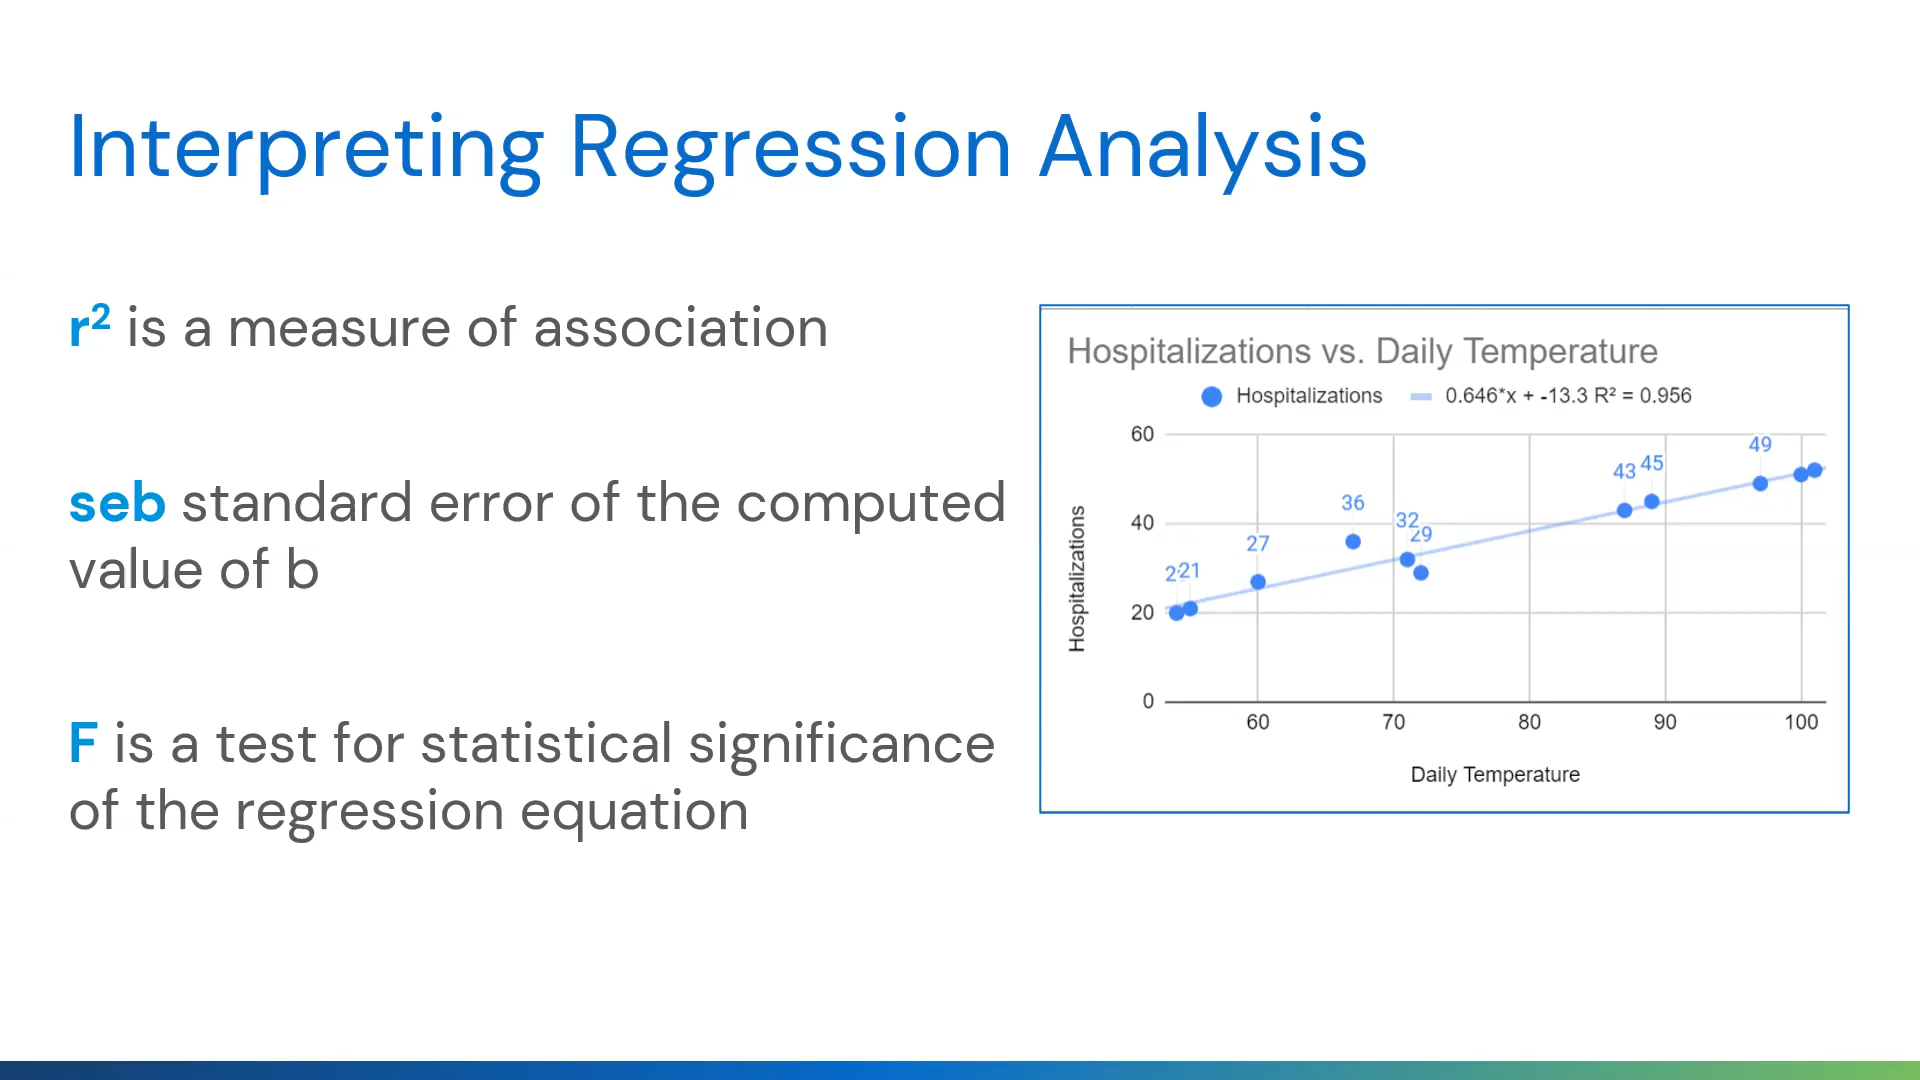 Interpreting Regression Analysis
r² is a measure of association
seb standard error of the computed
value of b
F is a test for statistical significance
of the regression equation
Hospitalizations vs. Daily Temperature
Hospitalizations 0.646*x + -13.3 R² = 0.956
60
40
20
0
Hospitalizations
21
27
36
32
29
43
45
49
60 70 80 90 100
Daily Temperature